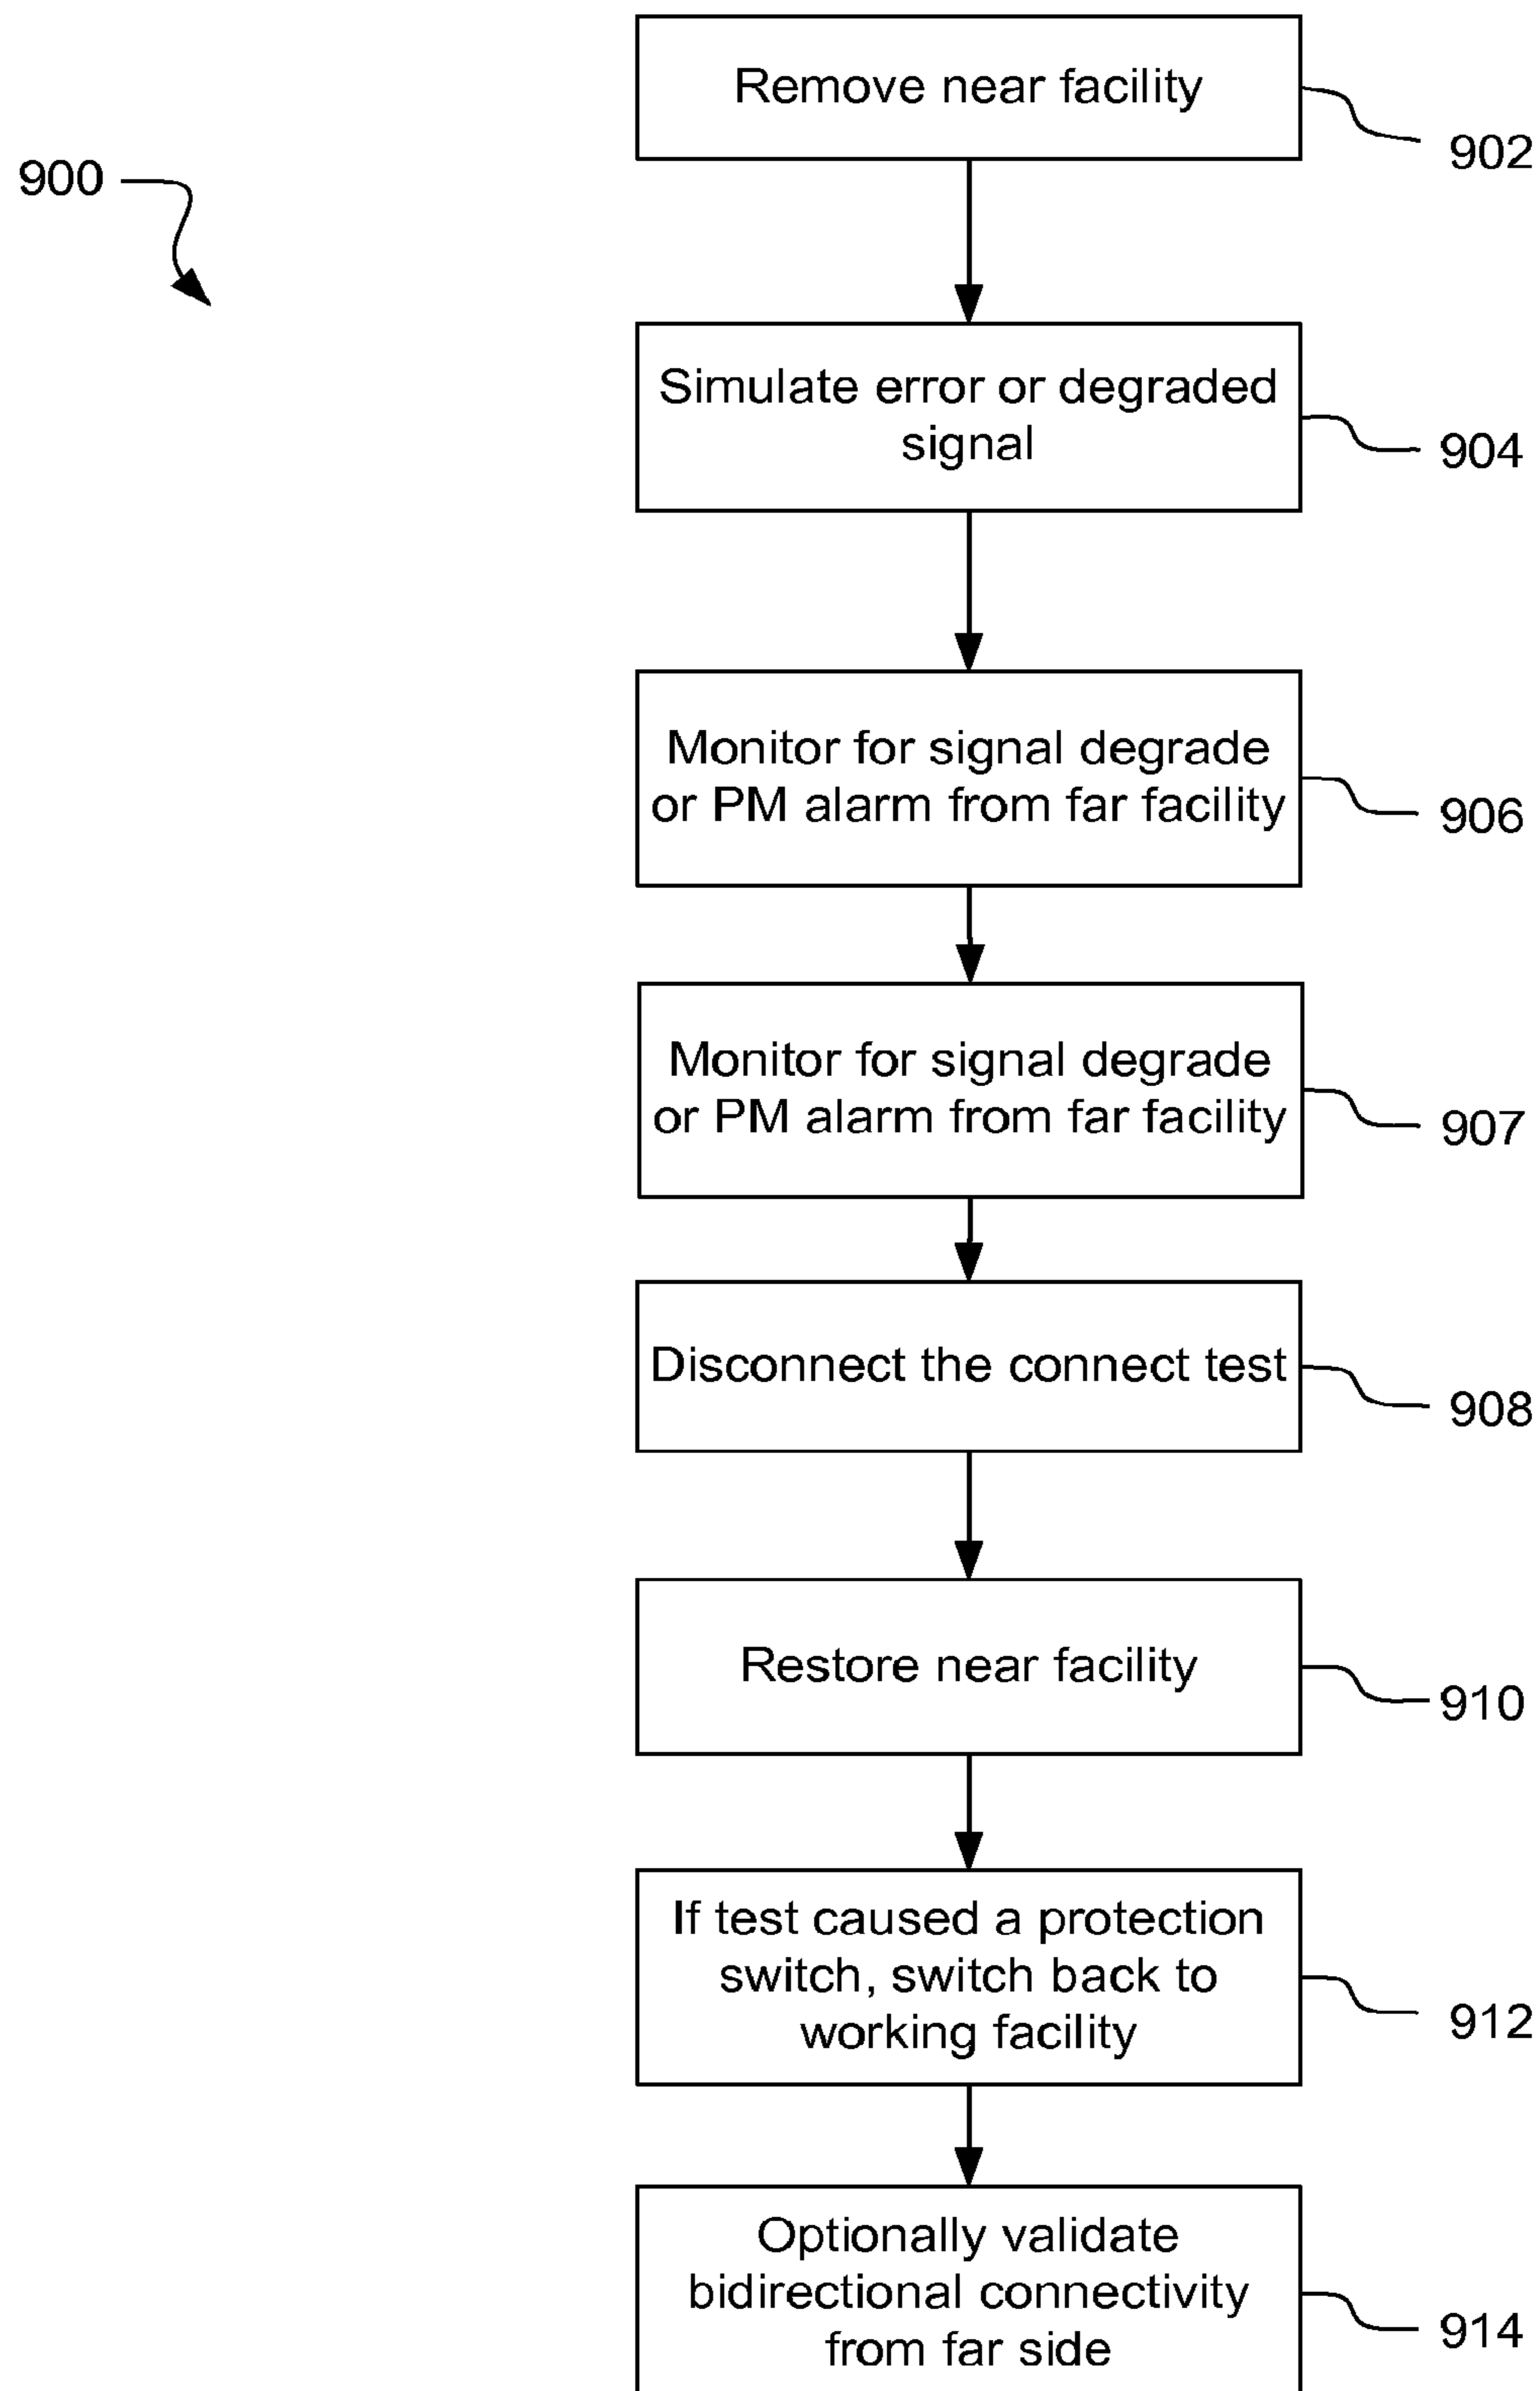 Remove near facility
902
900
Simulate error or degraded
signal
904
Monitor for signal degrade
or PM alarm from far facility
906
Monitor for signal degrade
or PM alarm from far facility
907
Disconnect the connect test
908
Restore near facility
910
If test caused a protection
switch, switch back to
working facility
912
Optionally validate
bidirectional connectivity
from far side
914